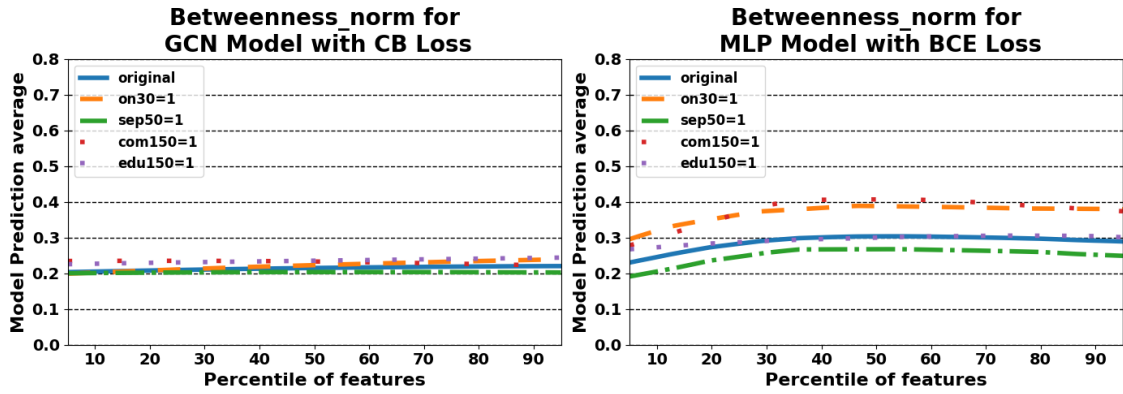 Betweenness_norm for
GCN Model with CB Loss
Model Prediction average
0.8
0.7
0.6
0.5
0.4
0.3
0.2
0.1
0.0
original
on30=1
sep50=1
com150=1
edu150=1
10 20 30 40 50 60 70 80 90
Percentile of features
Betweenness_norm for
MLP Model with BCE Loss
Model Prediction average
0.8
0.7
0.6
0.5
0.4
0.3
0.2
0.1
0.0
original
on30=1
sep50=1
com150=1
edu150=1
10 20 30 40 50 60 70 80 90
Percentile of features